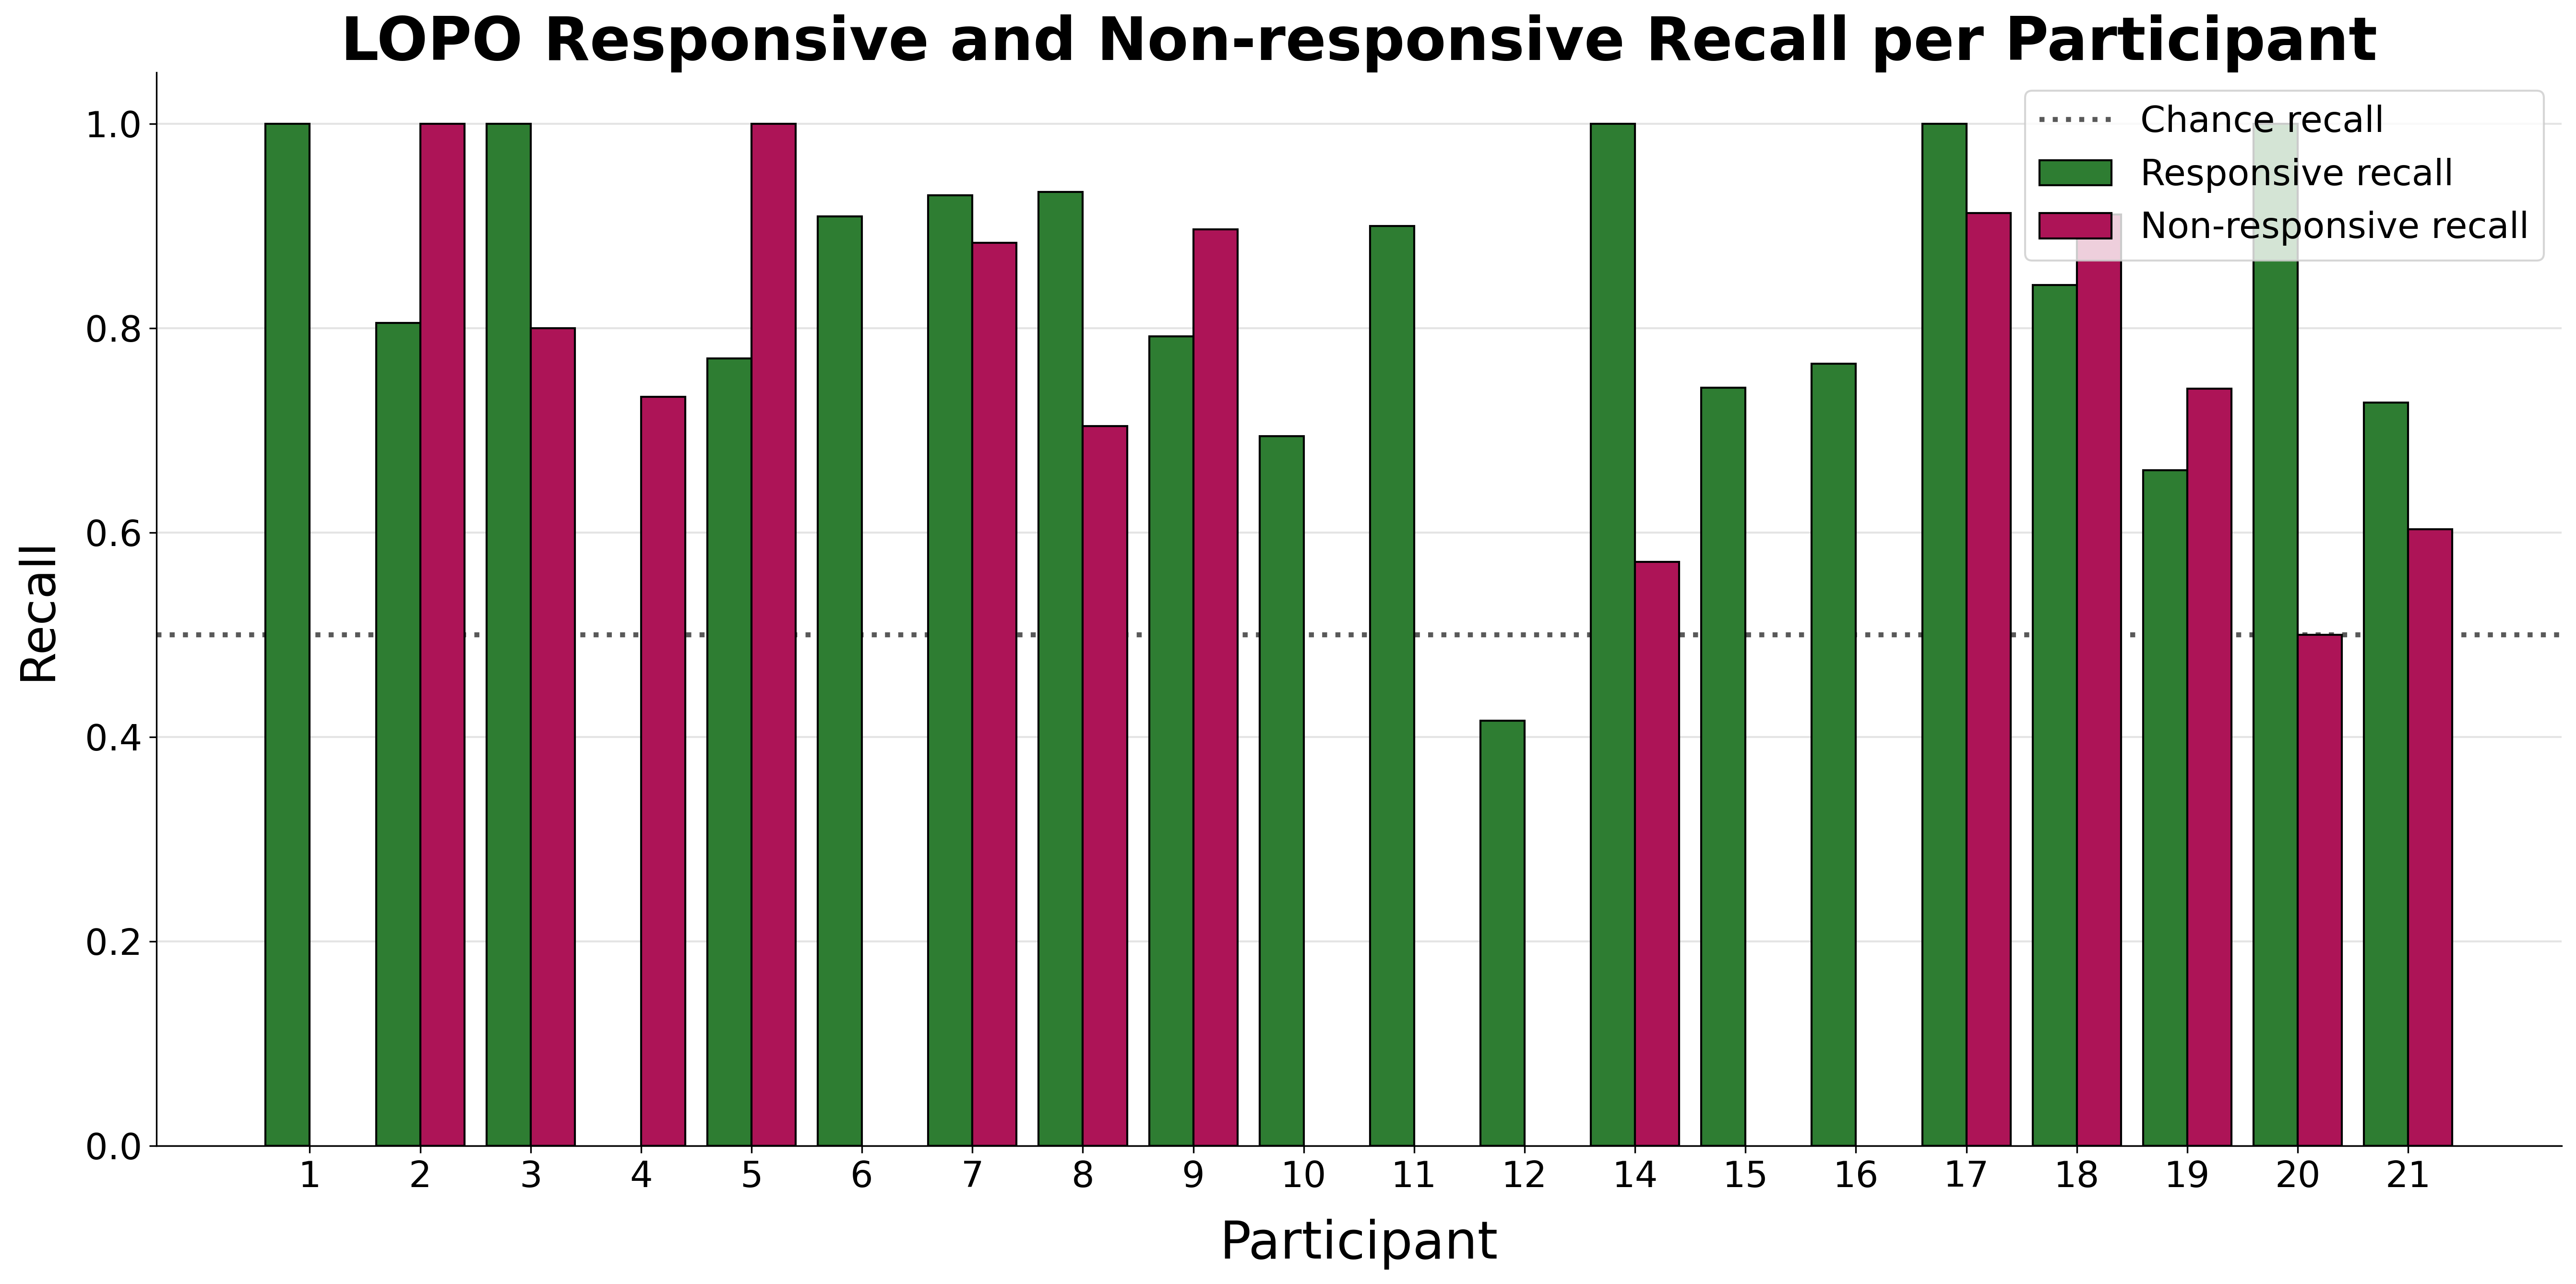 LOPO Responsive and Non-responsive Recall per Participant
Chance recall
Responsive recall
Non-responsive recall
1.0
0.8
0.6
0.4
0.2
0.0
Recall
1 2 3 4 5 6 7 8 9 10 11 12 14 15 16 17 18 19 20 21
Participant